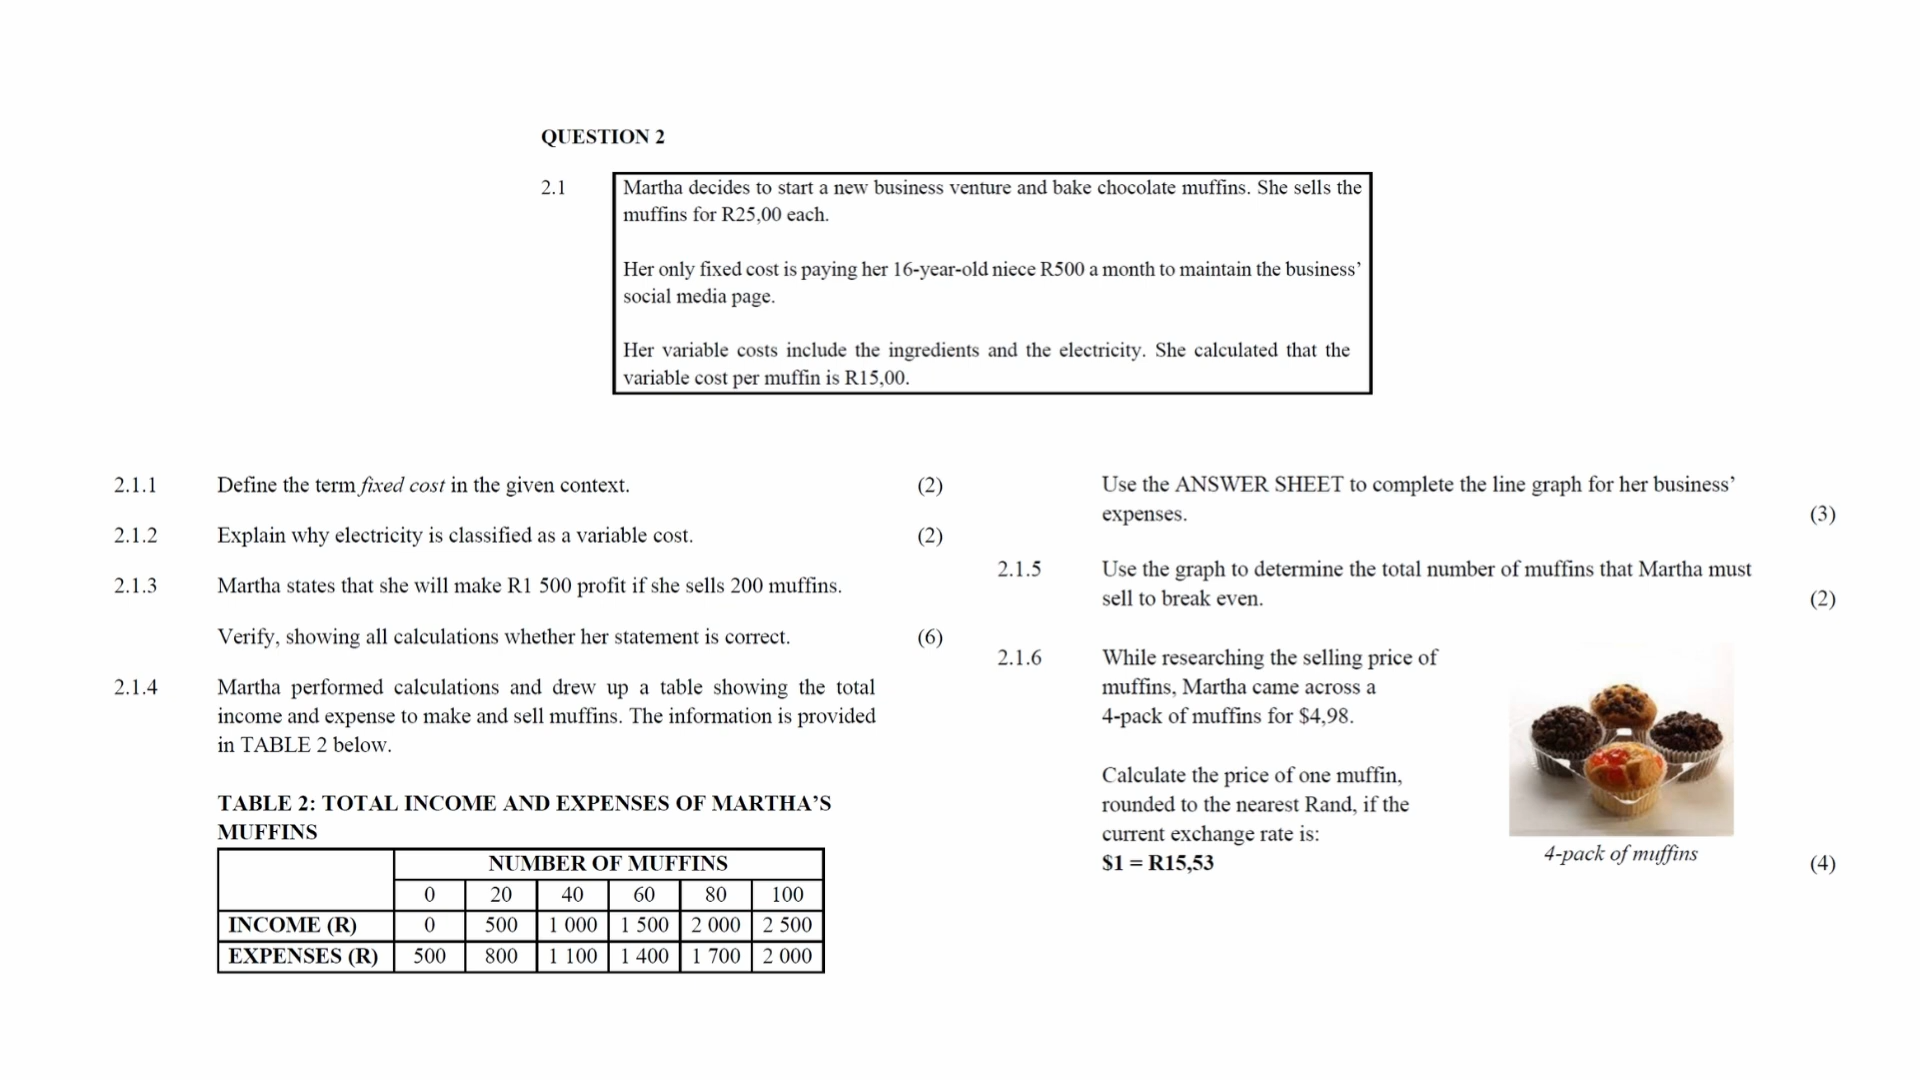 QUESTION 2
2.1
Martha decides to start a new business venture and bake chocolate muffins. She sells the
muffins for R25,00 each.
Her only fixed cost is paying her 16-year-old niece R500 a month to maintain the business’
social media page.
Her variable costs include the ingredients and the electricity. She calculated that the
variable cost per muffin is R15,00.
2.1.1 Define the term fixed cost in the given context. (2)
2.1.2 Explain why electricity is classified as a variable cost. (2)
2.1.3 Martha states that she will make R1 500 profit if she sells 200 muffins.
Verify, showing all calculations whether her statement is correct. (6)
2.1.4 Martha performed calculations and drew up a table showing the total
income and expense to make and sell muffins. The information is provided
in TABLE 2 below.
TABLE 2: TOTAL INCOME AND EXPENSES OF MARTHA’S
MUFFINS
NUMBER OF MUFFINS
0 20 40 60 80 100
INCOME (R) 0 500 1 000 1 500 2 000 2 500
EXPENSES (R) 500 800 1 100 1 400 1 700 2 000
Use the ANSWER SHEET to complete the line graph for her business’
expenses. (3)
2.1.5 Use the graph to determine the total number of muffins that Martha must
sell to break even. (2)
2.1.6 While researching the selling price of
muffins, Martha came across a
4-pack of muffins for $4,98.
Calculate the price of one muffin,
rounded to the nearest Rand, if the
current exchange rate is:
$1 = R15,53
4-pack of muffins
(4)